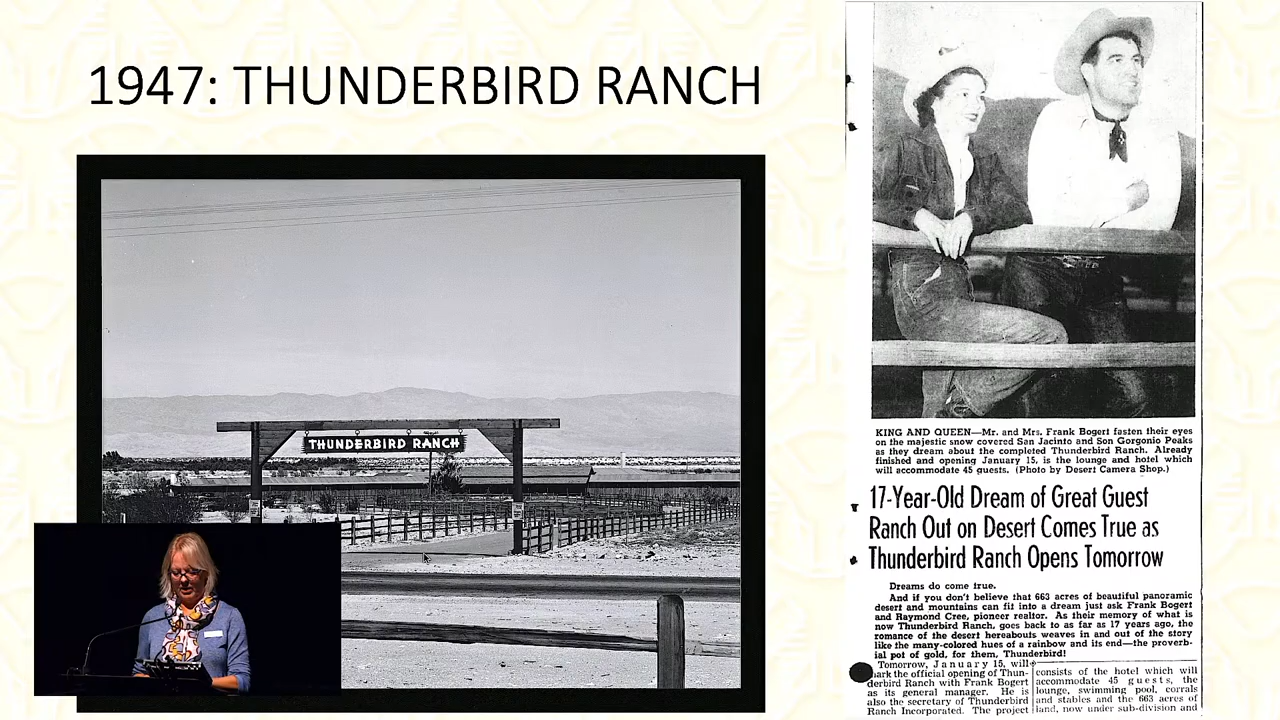 1947: THUNDERBIRD RANCH
THUNDERBIRD RANCH
KING AND QUEEN—Mr. and Mrs. Frank Bogert fasten their eyes
on the majestic snow covered San Jacinto and Son Gorgonio Peaks
as they dream about the completed Thunderbird Ranch. Already
finished and opening January 15, is the lounge and hotel which
will accommodate 45 guests. (Photo by Desert Camera Shop.)
17-Year-Old Dream of Great Guest
Ranch Out on Desert Comes True as
Thunderbird Ranch Opens Tomorrow
Dreams do come true.
And if you don't believe that 663 acres of beautiful panoramic
desert and mountains can fit into a dream just ask Frank Bogert
and Raymond Cree, pioneer realtor. As their memory of what is
now Thunderbird Ranch, goes back to as far as 17 years ago, the
romance of the desert hereabouts weaves in and out of the story
like the many-colored hues of a rainbow and its end—the proverb-
ial pot of gold, for them, Thunderbird!
Tomorrow, January 15, will
ark the official opening of Thun-
derbird Ranch with Frank Bogert
as its general manager. He is
also the secretary of Thunderbird
Ranch Incorporated. The project
consists of the hotel which will
accommodate 45 guests, the
lounge, swimming pool, corrals
and stables and the 663 acres of
land, now under sub-division and